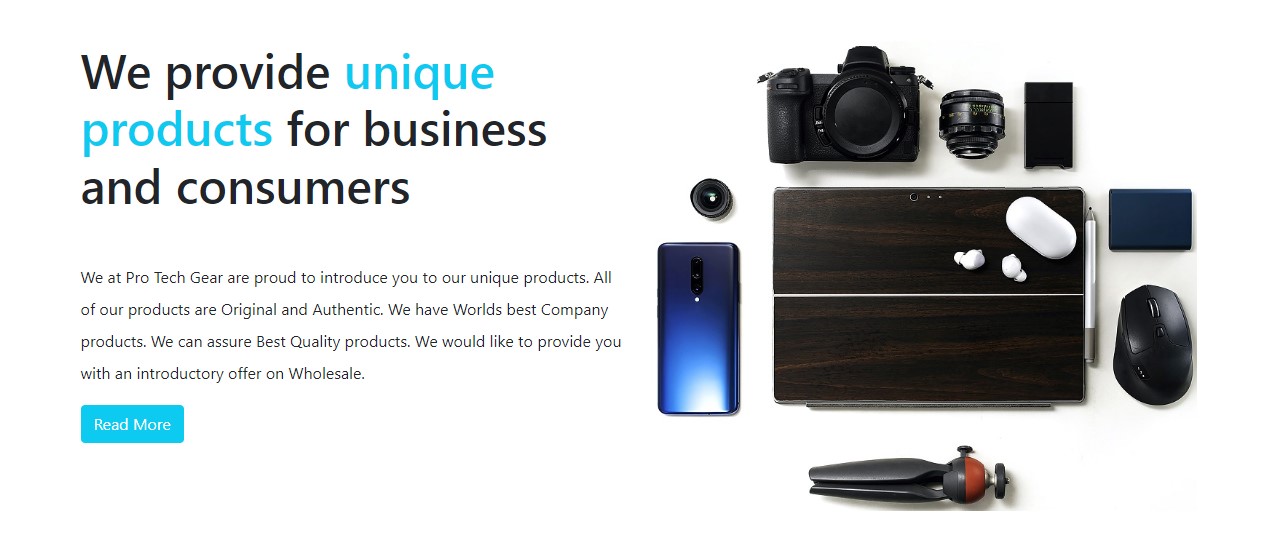 We provide unique
products for business
and consumers
We at Pro Tech Gear are proud to introduce you to our unique products. All
of our products are Original and Authentic. We have Worlds best Company
products. We can assure Best Quality products. We would like to provide you
with an introductory offer on Wholesale.
Read More